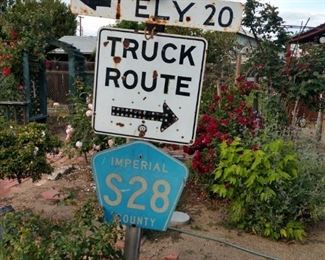 ELY 20
TRUCK
ROUTE
IMPERIAL
S-28
COUNTY